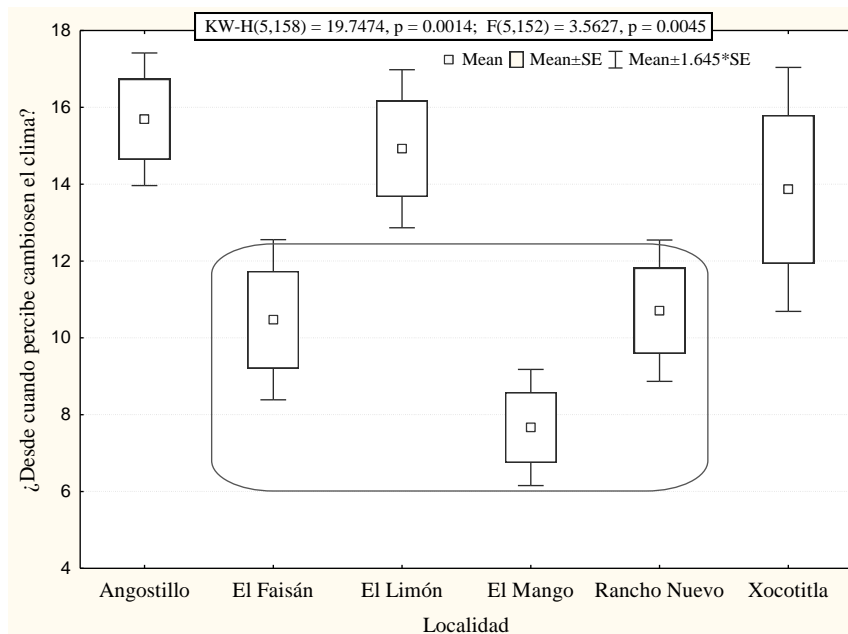 KW-H(5,158) = 19.7474, p = 0.0014;  F(5,152) = 3.5627, p = 0.0045
Mean Mean±SE Mean±1.645*SE
¿Desde cuando percibe cambiosen el clima?
18
16
14
12
10
8
6
4
Angostillo El Faisán El Limón El Mango Rancho Nuevo Xocotitla
Localidad